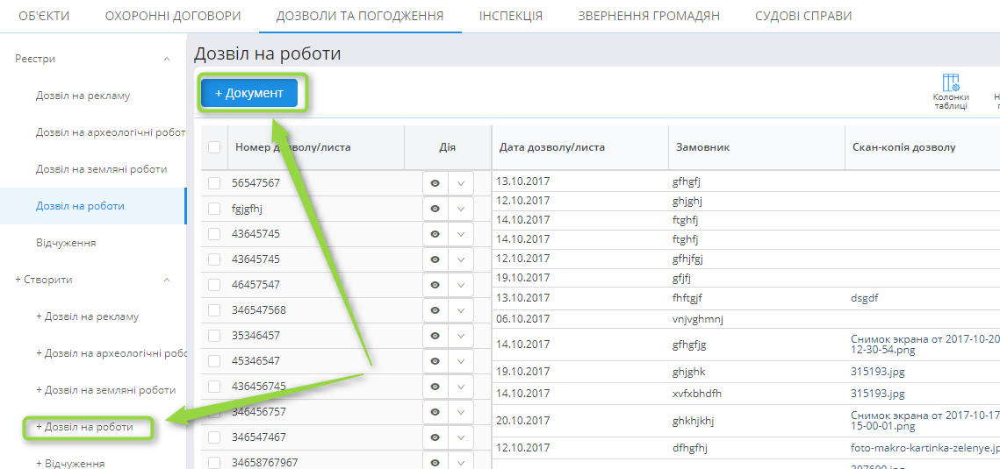 ОБ'ЄКТИ ОХОРОННІ ДОГОВОРИ ДОЗВОЛИ ТА ПОГОДЖЕННЯ ІНСПЕКЦІЯ ЗВЕРНЕННЯ ГРОМАДЯН СУДОВІ СПРАВИ
Реєстри
Дозвіл на рекламу
Дозвіл на археологічні робот
Дозвіл на земляні роботи
Дозвіл на роботи
Відчуження
+ Створити
+ Дозвіл на рекламу
+ Дозвіл на археологічні робо
+ Дозвіл на земляні роботи
+ Дозвіл на роботи
+ Відчуження
Дозвіл на роботи
+ Документ
Колонки
таблиці
Номер дозволу/листа Дія Дата дозволу/листа Замовник Скан-копія дозволу
56547567 13.10.2017 gfhgfj
fgjgfhj 12.10.2017 ghjghj
43645745 14.10.2017 ftghfj
43645745 14.10.2017 ftghfj
46457547 12.10.2017 gfhjfgj
346547568 19.10.2017 gfjfj
35346457 13.10.2017 fhftgjf dsgdf
45346547 06.10.2017 vnjvghmnj
436456745 14.10.2017 gfhgfjg Снимок экрана от 2017-10-20
12-30-54.png
346456757 19.10.2017 ghjghk 315193.jpg
346547467 14.10.2017 xvfxbhdfh 315193.jpg
34658767967 20.10.2017 ghkhjkhj Снимок экрана от 2017-10-17
15-00-01.png
12.10.2017 dfhgfhj foto-makro-kartinka-zelenye.jp